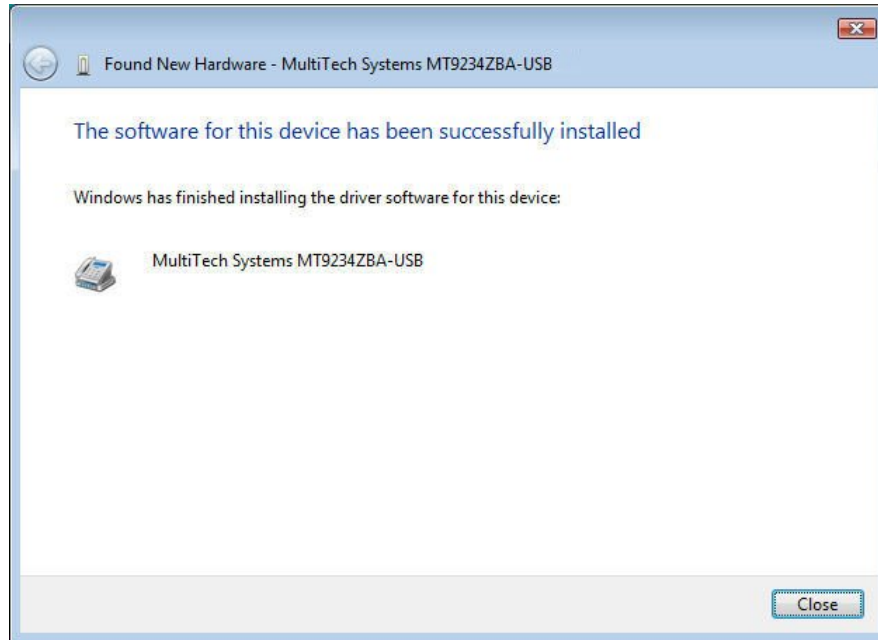 Found New Hardware - MultiTech Systems MT9234ZBA-USB
The software for this device has been successfully installed
Windows has finished installing the driver software for this device:
MultiTech Systems MT9234ZBA-USB
Close